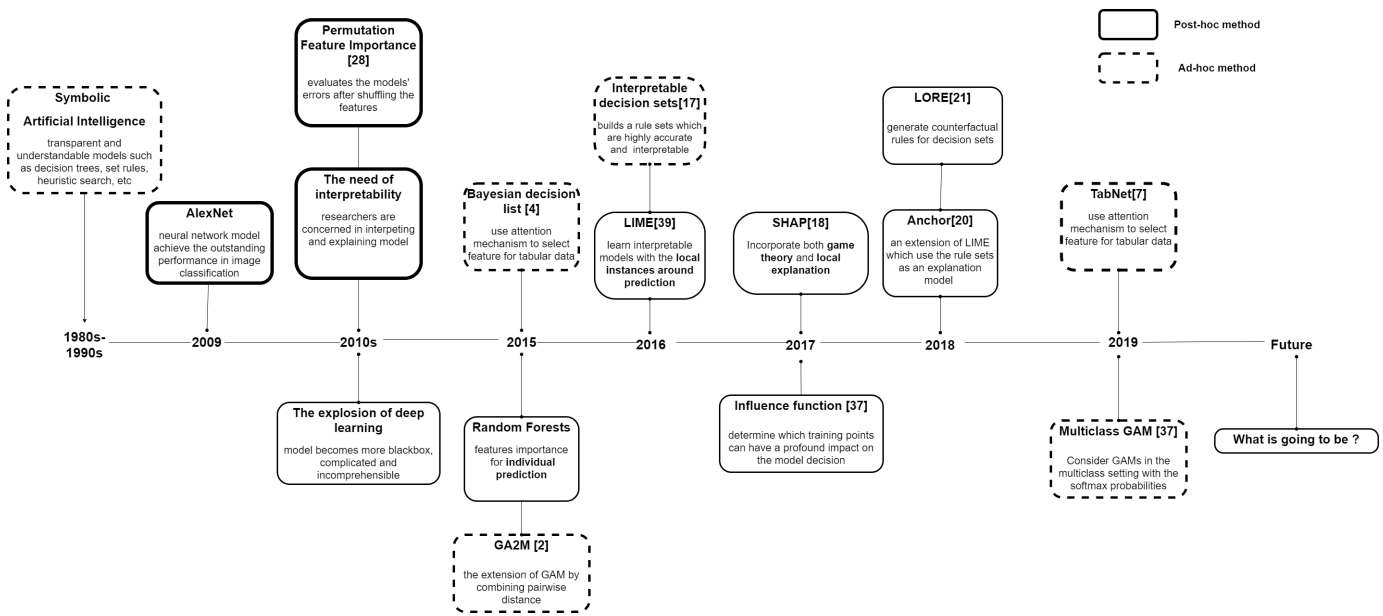 Post-hoc method
Ad-hoc method
Symbolic
Artificial Intelligence
transparent and
understandable models such
as decision trees, set rules,
heuristic search, etc
AlexNet
neural network model
achieve the outstanding
performance in image
classification
Permutation
Feature Importance
[28]
evaluates the models'
errors after shuffling the
features
The need of
interpretability
researchers are
concerned in interpeting
and explaining model
Bayesian decision
list [4]
use attention
mechanism to select
feature for tabular data
Interpretable
decision sets[17]
builds a rule sets which
are highly accurate
and interpretable
LIME[39]
learn interpretable
models with the local
instances around
prediction
SHAP[18]
Incorporate both game
theory and local
explanation
LORE[21]
generate counterfactual
rules for decision sets
Anchor[20]
an extension of LIME
which use the rule sets
as an explanation
model
TabNet[7]
use attention
mechanism to select
feature for tabular data
1980s-
1990s
2009
2010s
2015
2016
2017
2018
2019
Future
The explosion of deep
learning
model becomes more blackbox,
complicated and
incomprehensible
Random Forests
features importance
for individual
prediction
GA2M [2]
the extension of GAM by
combining pairwise
distance
Influence function [37]
determine which training points
can have a profound impact on
the model decision
Multiclass GAM [37]
Consider GAMs in the
multiclass setting with the
softmax probabilities
What is going to be ?